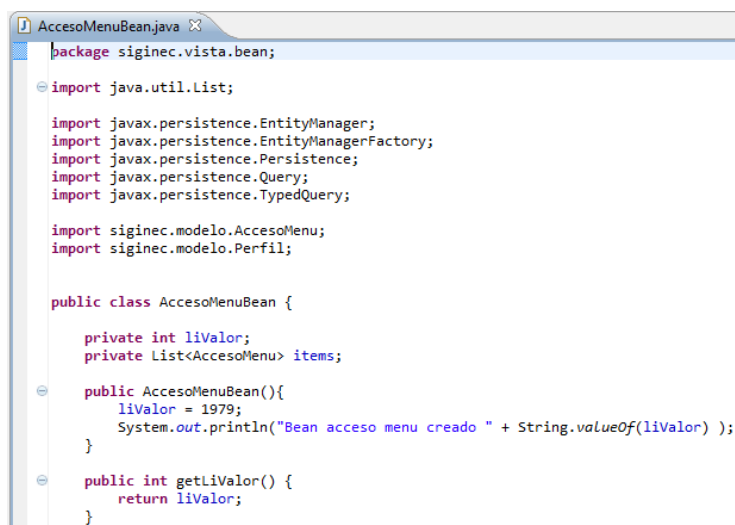 AccesoMenuBean.java
package siginec.vista.bean;
import java.util.List;
import javax.persistence.EntityManager;
import javax.persistence.EntityManagerFactory;
import javax.persistence.Persistence;
import javax.persistence.Query;
import javax.persistence.TypedQuery;
import siginec.modelo.AccesoMenu;
import siginec.modelo.Perfil;
public class AccesoMenuBean {
private int liValor;
private List<AccesoMenu> items;
public AccesoMenuBean(){
liValor = 1979;
System.out.println("Bean acceso menu creado " + String.valueOf(liValor) );
}
public int getLiValor() {
return liValor;
}